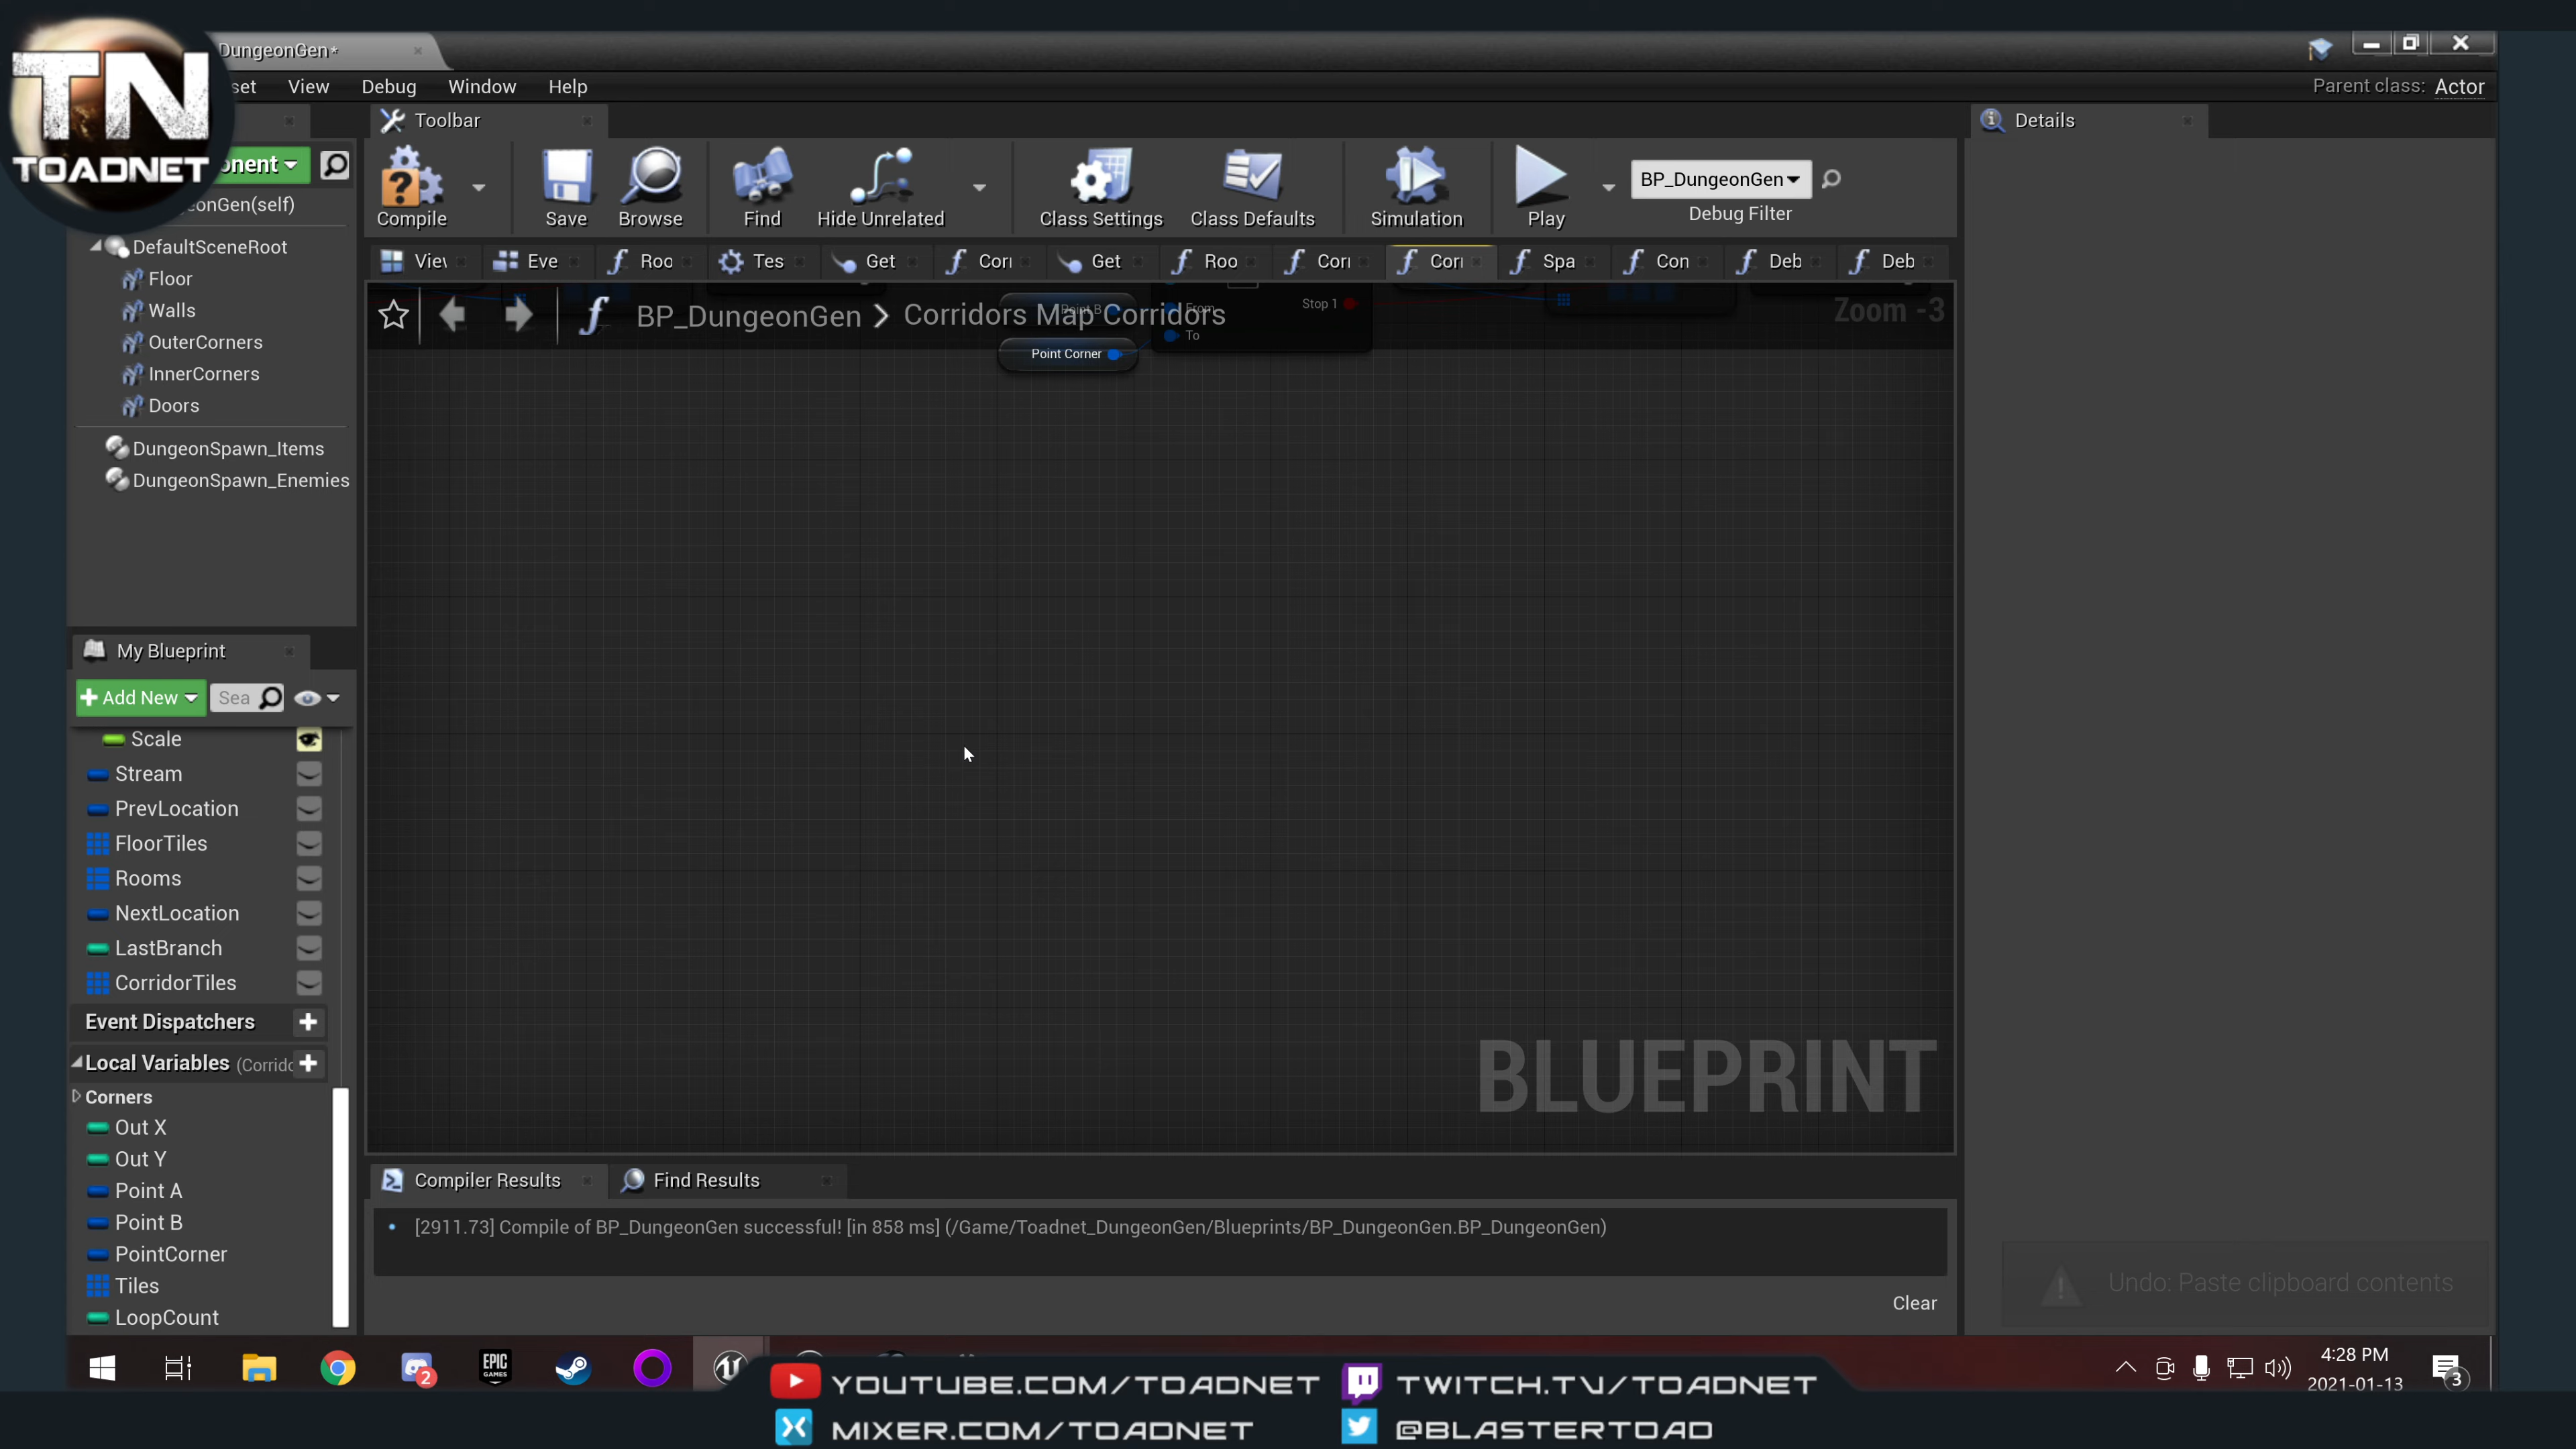 TN
TOADNET
DungeonGen*
set View Debug Window Help
Parent class: Actor
Toolbar
Details
onent
Compile
Save
Browse
Find
Hide Unrelated
Class Settings
Class Defaults
Simulation
Play
BP_DungeonGen
Debug Filter
eonGen(self)
DefaultSceneRoot
Floor
Walls
OuterCorners
InnerCorners
Doors
DungeonSpawn_Items
DungeonSpawn_Enemies
Eve
Roo
Tes
Get
Get
Roo
Spa
Con
Deb
Deb
BP_DungeonGen > Corridors Map Corridors
Point B
From
To
Stop 1
Point Corner
Zoom -3
BLUEPRINT
My Blueprint
Add New
Sea
Scale
Stream
PrevLocation
FloorTiles
Rooms
NextLocation
LastBranch
CorridorTiles
Event Dispatchers
Local Variables (Corrido
Corners
Out X
Out Y
Point A
Point B
PointCorner
Tiles
LoopCount
Compiler Results
Find Results
[2911.73] Compile of BP_DungeonGen successful! [in 858 ms] (/Game/Toadnet_DungeonGen/Blueprints/BP_DungeonGen.BP_DungeonGen)
Clear
Undo: Paste clipboard contents
2
EPIC
GAMES
4:28 PM
2021-01-13
3
YOUTUBE.COM/TOADNET
TWITCH.TV/TOADNET
MIXER.COM/TOADNET
@BLASTERTOAD